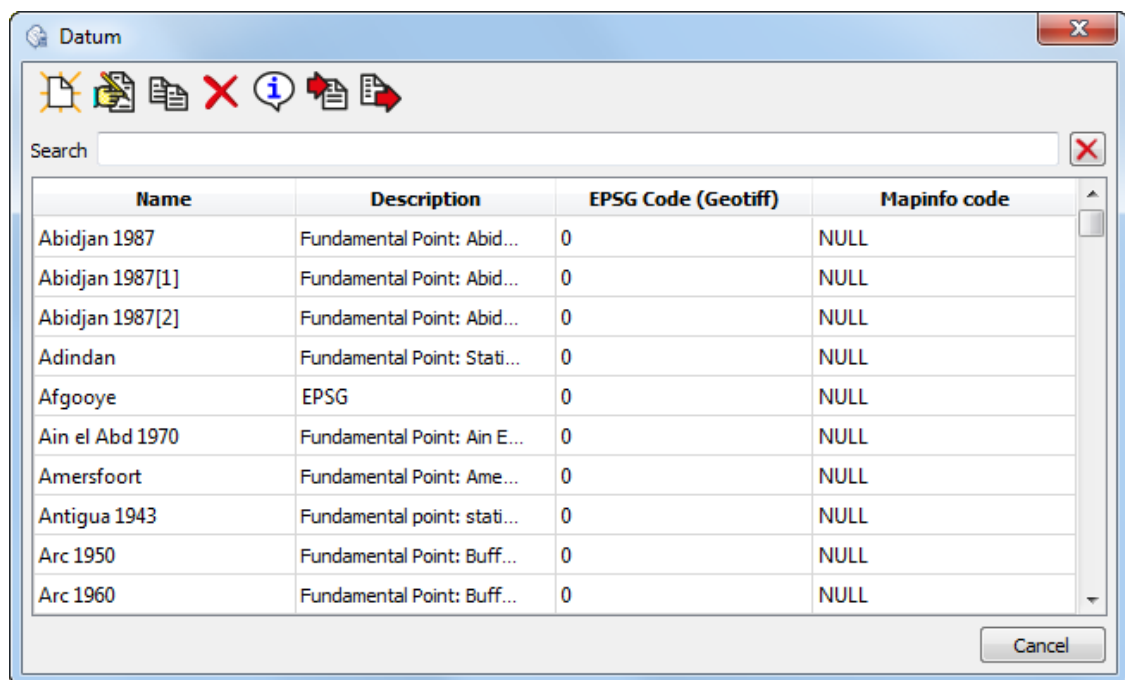 Datum
Search
Name Description EPSG Code (Geotiff) Mapinfo code
Abidjan 1987 Fundamental Point: Abid... 0 NULL
Abidjan 1987[1] Fundamental Point: Abid... 0 NULL
Abidjan 1987[2] Fundamental Point: Abid... 0 NULL
Adindan Fundamental Point: Stati... 0 NULL
Afgooye EPSG 0 NULL
Ain el Abd 1970 Fundamental Point: Ain E... 0 NULL
Amersfoort Fundamental Point: Ame... 0 NULL
Antigua 1943 Fundamental point: stati... 0 NULL
Arc 1950 Fundamental Point: Buff... 0 NULL
Arc 1960 Fundamental Point: Buff... 0 NULL
Cancel